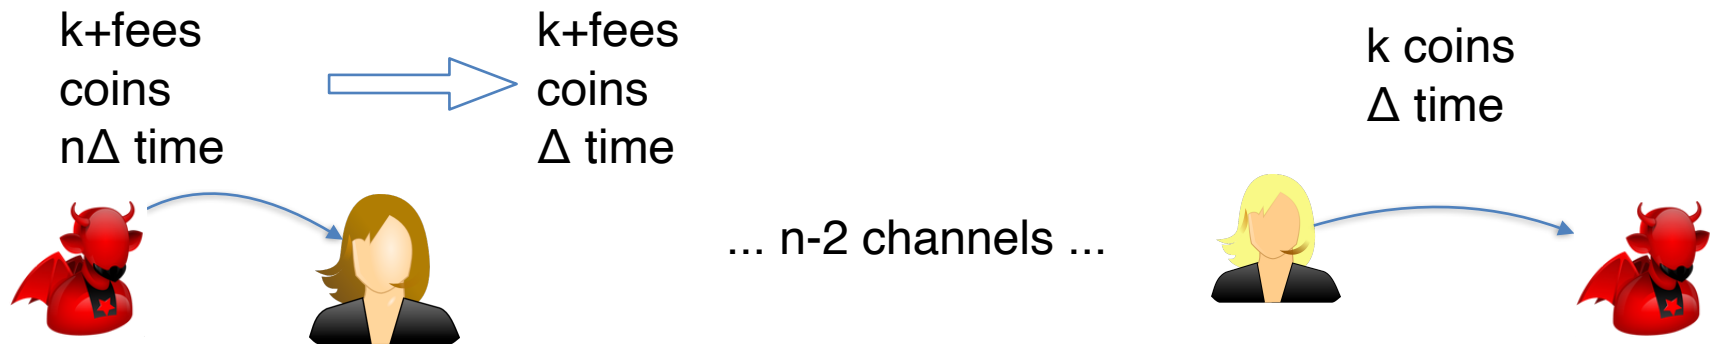 k+fees
coins
nΔ time
k+fees
coins
Δ time
k coins
Δ time
... n-2 channels ...